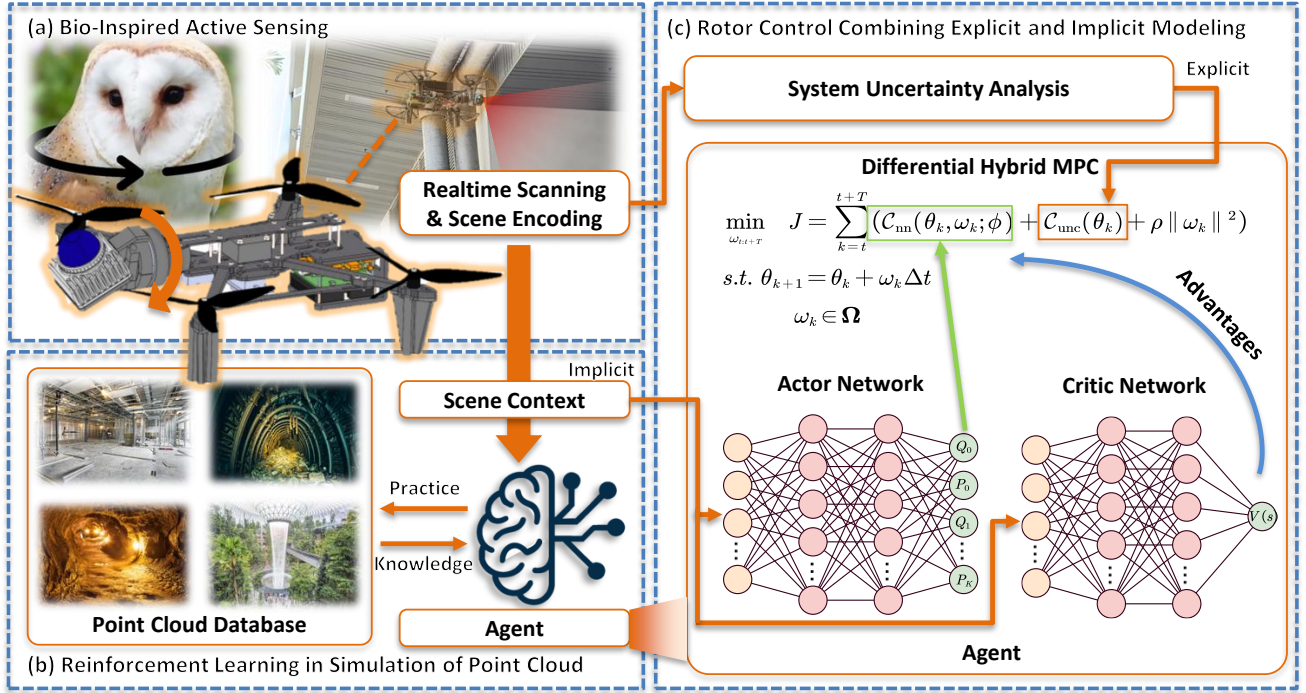 (a) Bio-Inspired Active Sensing
Realtime Scanning
& Scene Encoding
Implicit
Scene Context
Practice
Knowledge
Point Cloud Database
Agent
(b) Reinforcement Learning in Simulation of Point Cloud
(c) Rotor Control Combining Explicit and Implicit Modeling
Explicit
System Uncertainty Analysis
Differential Hybrid MPC
min_{ω_{t:t+T}} J = ∑_{k=t}^{t+T} (𝒞_nn(θ_k, ω_k; ϕ) + 𝒞_unc(θ_k) + ρ ∥ ω_k ∥ ²)
s.t. θ_{k+1} = θ_k + ω_k Δt
ω_k ∈ Ω
Advantages
Actor Network
Critic Network
Q_0
P_0
Q_1
P_K
V(s
Agent